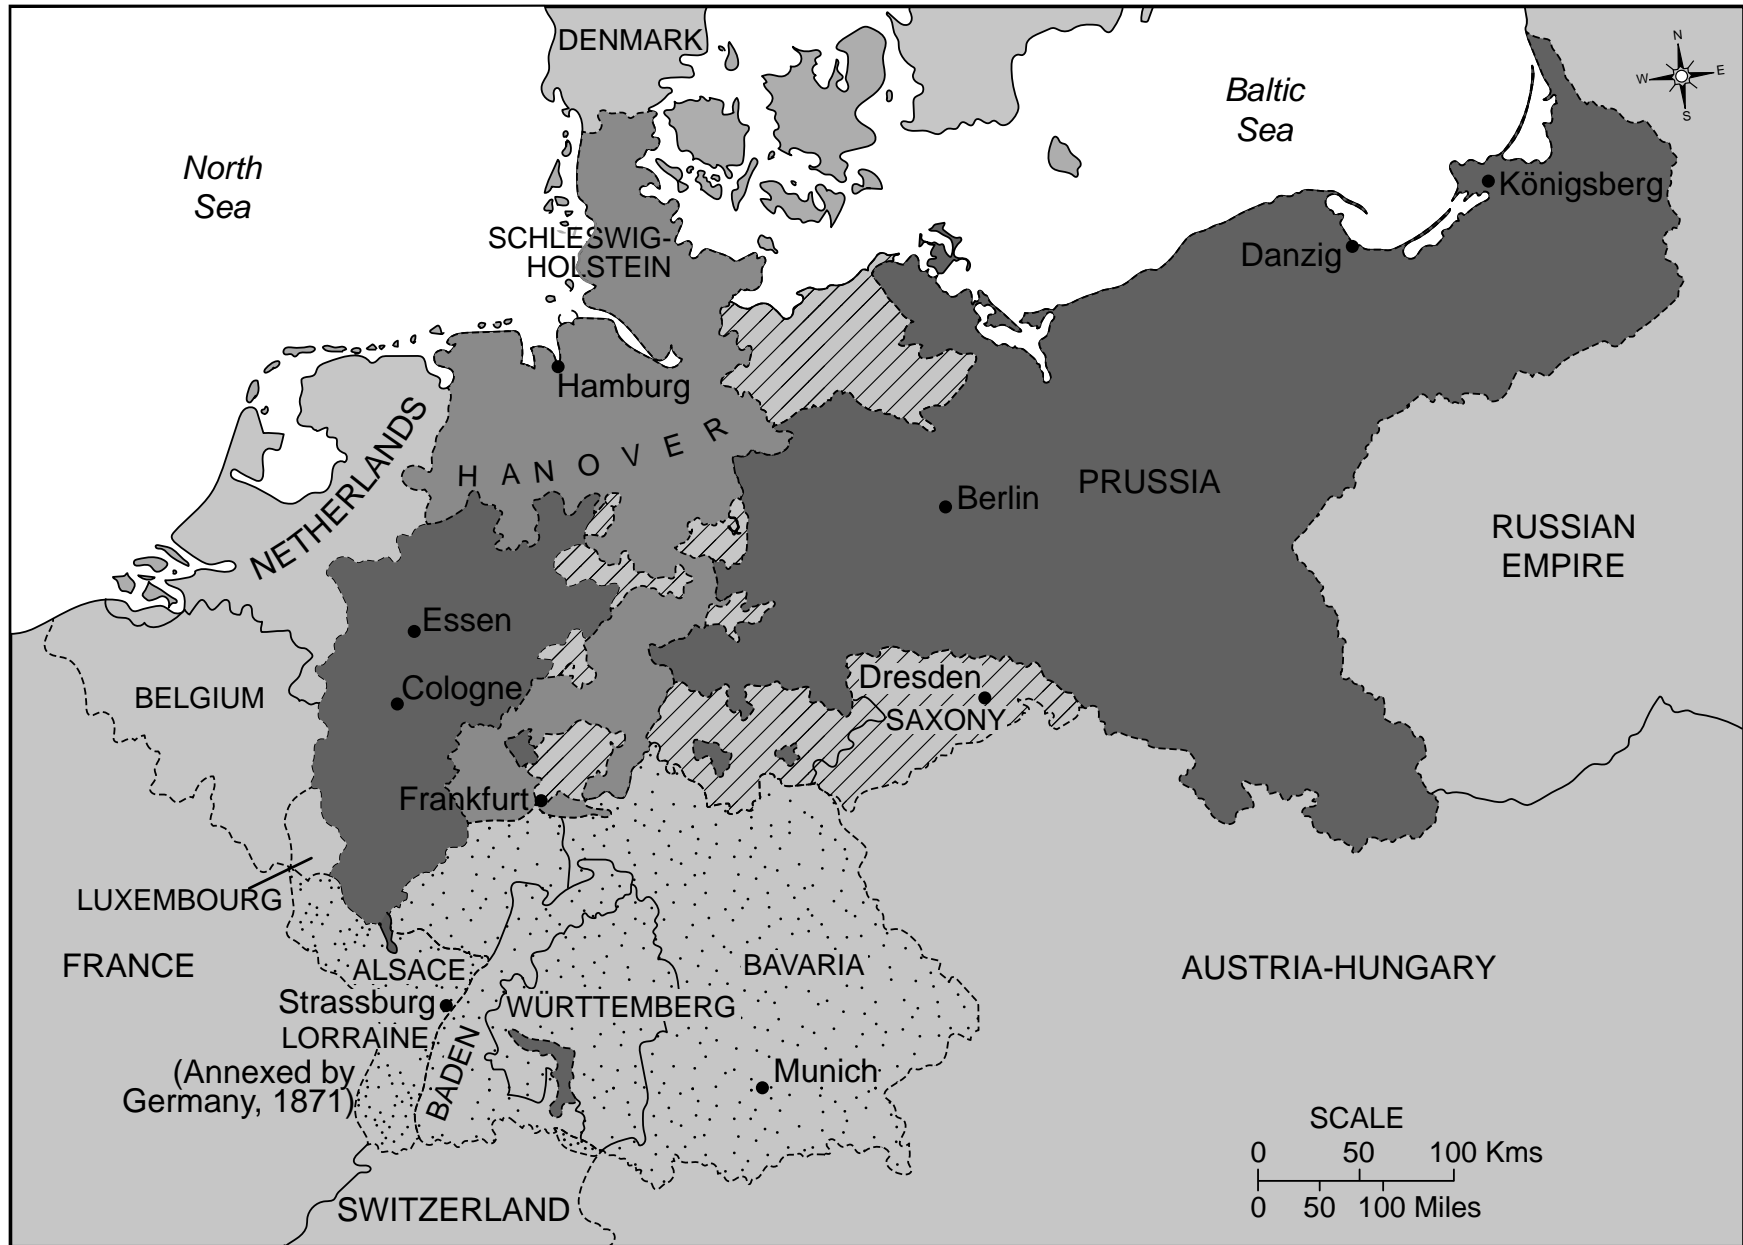 DENMARK
N
W
E
S
Baltic
Sea
North
Sea
Königsberg
SCHLESWIG-
HOLSTEIN
Danzig
Hamburg
NETHERLANDS
HANOVER
PRUSSIA
Berlin
RUSSIAN
EMPIRE
Essen
Cologne
BELGIUM
Dresden
SAXONY
Frankfurt
LUXEMBOURG
FRANCE
ALSACE
BAVARIA
AUSTRIA-HUNGARY
Strassburg
WÜRTTEMBERG
LORRAINE
(Annexed by
Germany, 1871)
BADEN
Munich
SCALE
0 50 100 Kms
0 50 100 Miles
SWITZERLAND